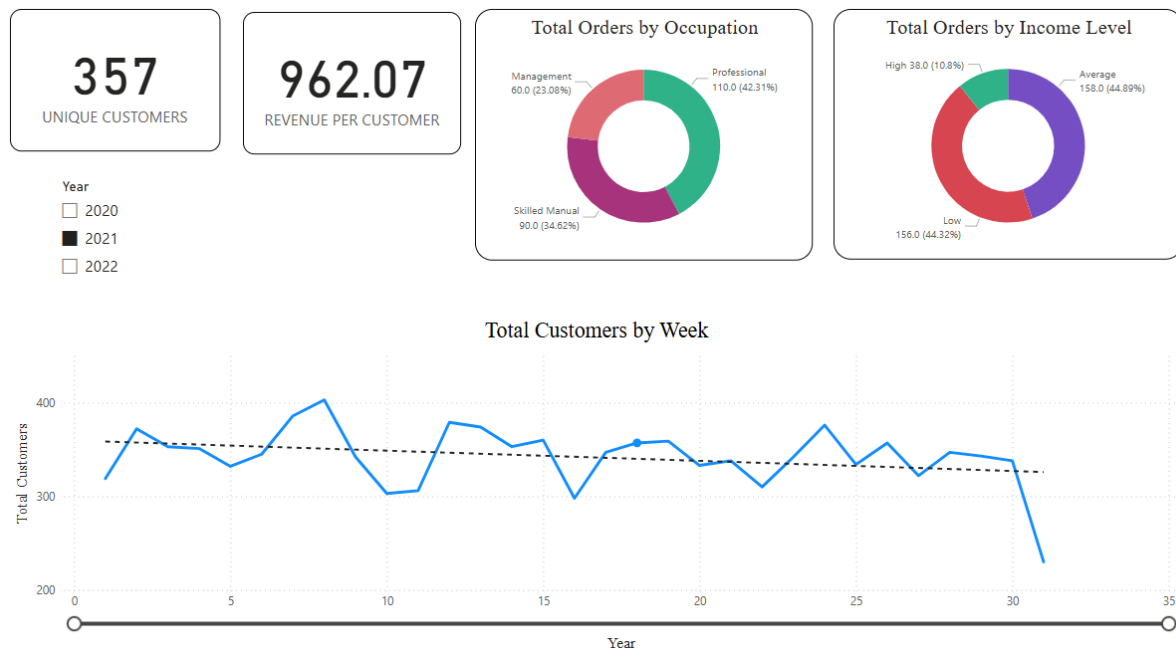 357
UNIQUE CUSTOMERS
962.07
REVENUE PER CUSTOMER
Total Orders by Occupation
Management
60.0 (23.08%)
Professional
110.0 (42.31%)
Skilled Manual
90.0 (34.62%)
Total Orders by Income Level
High 38.0 (10.8%)
Average
158.0 (44.89%)
Low
156.0 (44.32%)
Year
2020
2021
2022
Total Customers by Week
Total Customers
400
300
200
0 5 10 15 20 25 30 35
Year